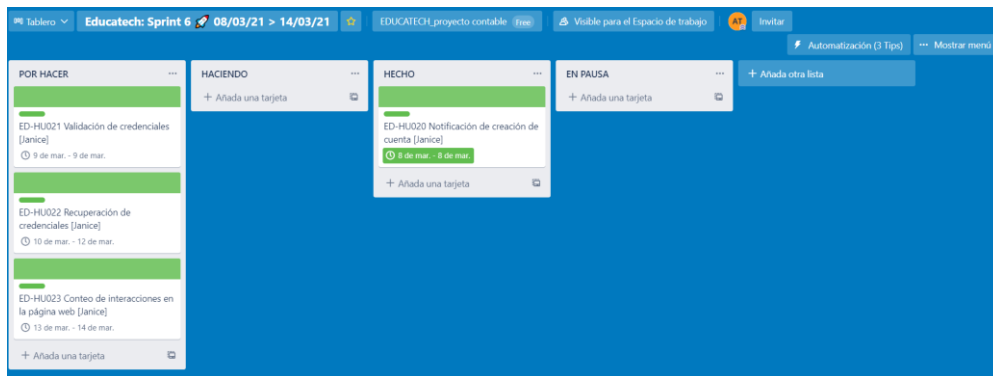 Tablero
Educatech: Sprint 6 🚀 08/03/21 > 14/03/21
EDUCATECH_proyecto contable Free
Visible para el Espacio de trabajo
AT
Invitar
Automatización (3 Tips)
··· Mostrar menú
POR HACER ···
ED-HU021 Validación de credenciales
[Janice]
9 de mar. - 9 de mar.
ED-HU022 Recuperación de
credenciales [Janice]
10 de mar. - 12 de mar.
ED-HU023 Conteo de interacciones en
la página web [Janice]
13 de mar. - 14 de mar.
+ Añada una tarjeta
HACIENDO ···
+ Añada una tarjeta
HECHO ···
ED-HU020 Notificación de creación de
cuenta [Janice]
8 de mar. - 8 de mar.
+ Añada una tarjeta
EN PAUSA ···
+ Añada una tarjeta
+ Añada otra lista